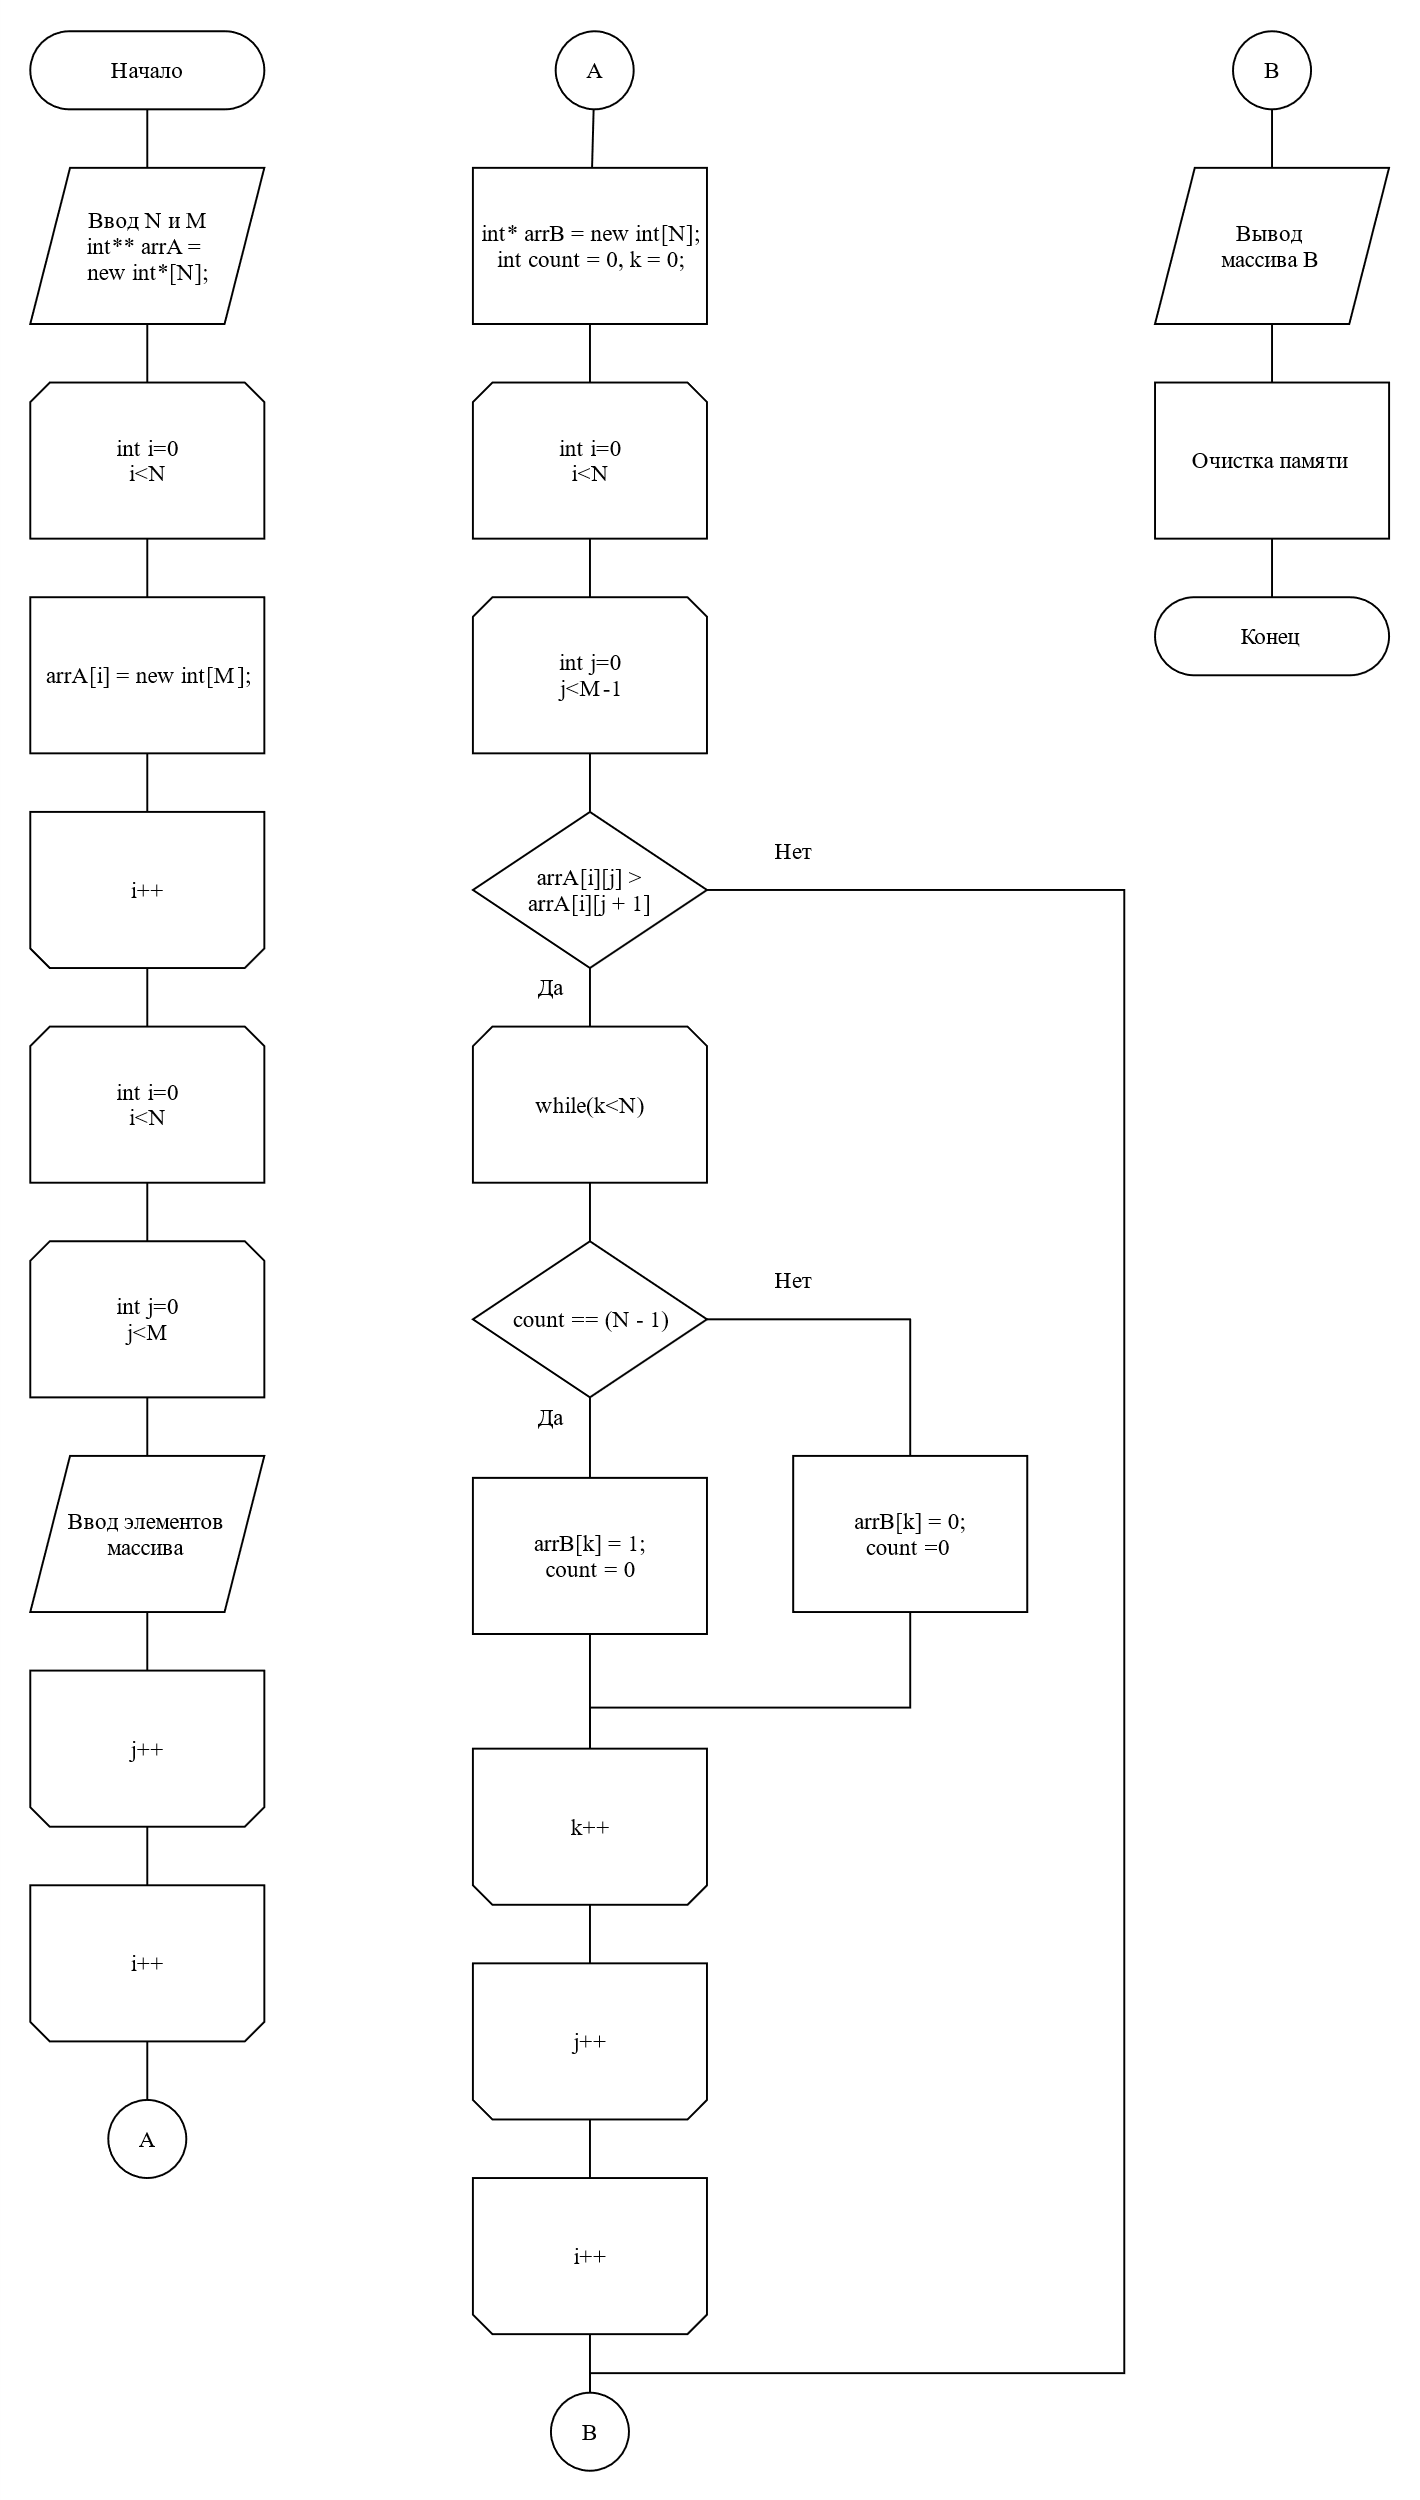 Начало
Ввод N и M
int** arrA =
new int*[N];
int i=0
i<N
arrA[i] = new int[M];
i++
int i=0
i<N
int j=0
j<M
Ввод элементов
массива
j++
i++
A
A
int* arrB = new int[N];
int count = 0, k = 0;
int i=0
i<N
int j=0
j<M-1
arrA[i][j] >
arrA[i][j + 1]
Нет
Да
while(k<N)
count == (N - 1)
Нет
Да
arrB[k] = 1;
count = 0
arrB[k] = 0;
count =0
k++
j++
i++
B
B
Вывод
массива B
Очистка памяти
Конец